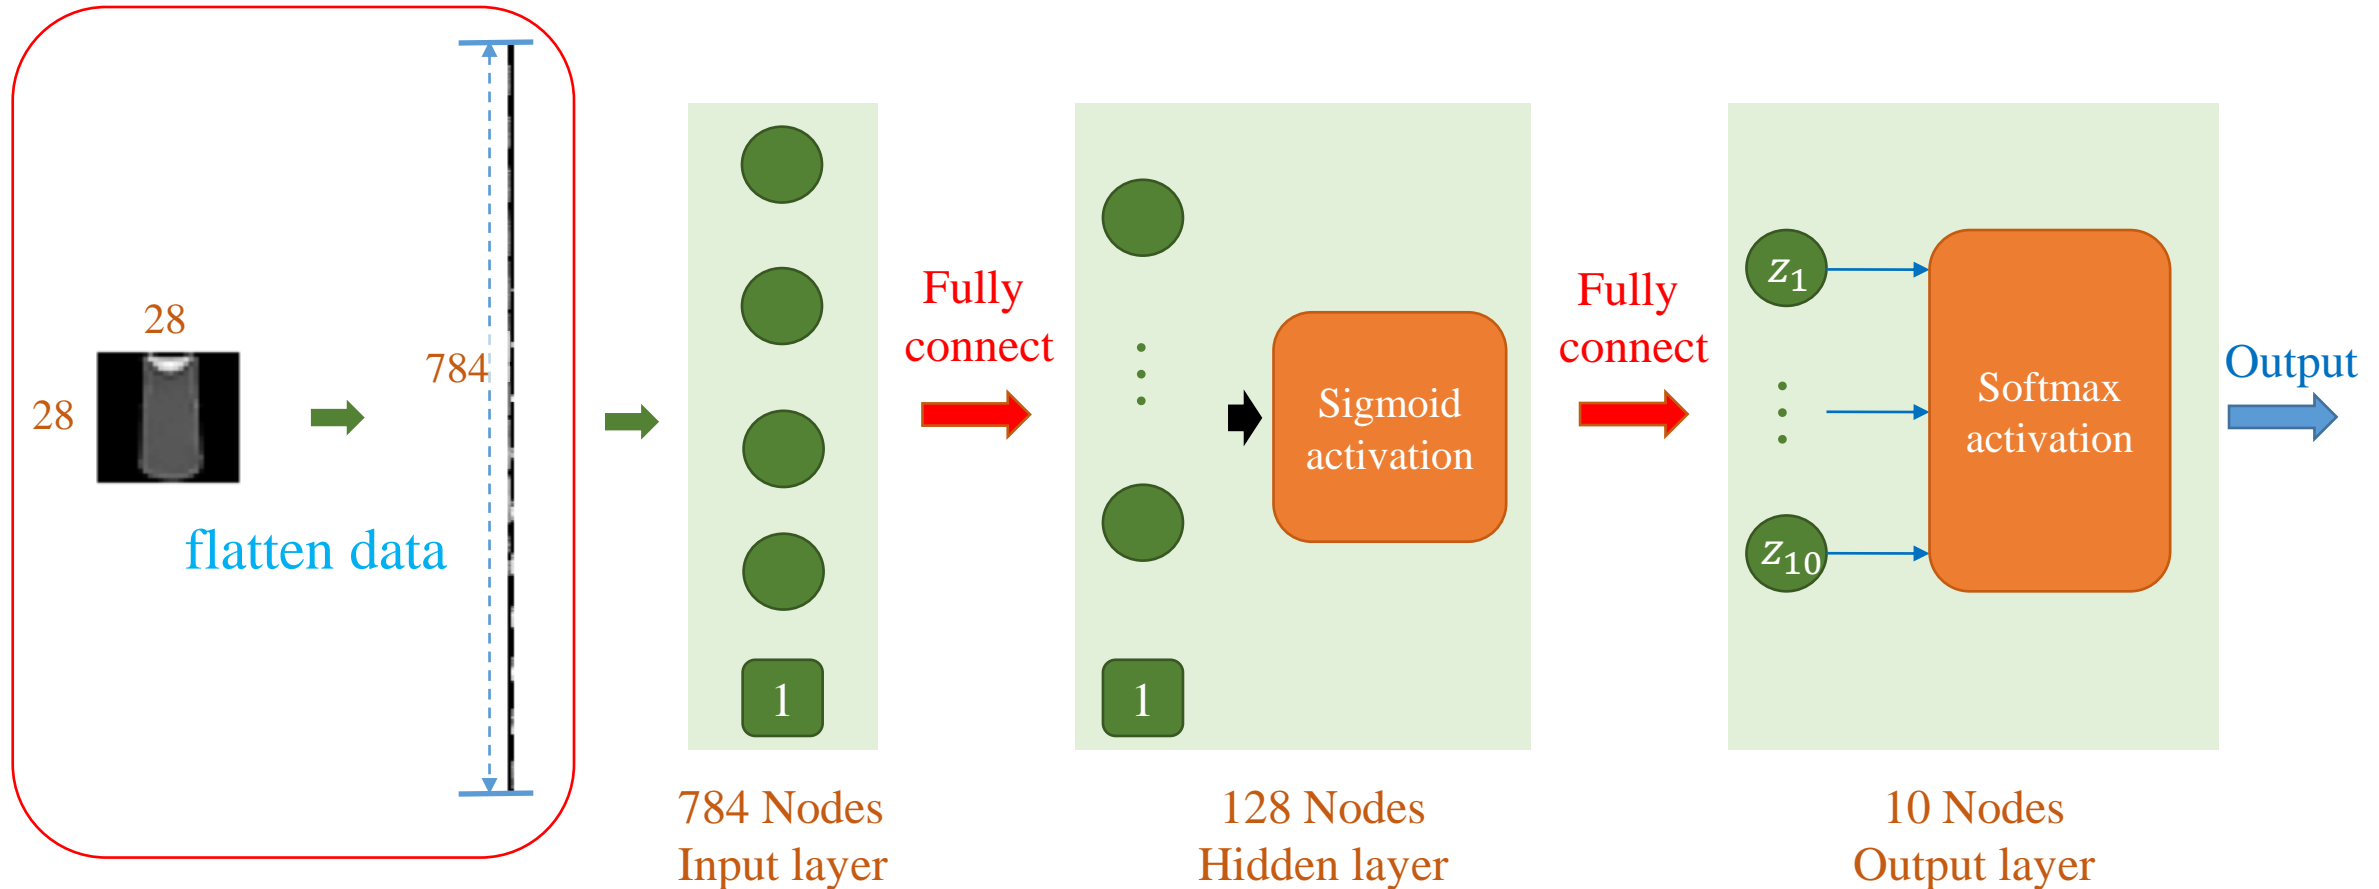 28
28
784
flatten data
1
784 Nodes
Input layer
Fully
connect
1
Sigmoid
activation
128 Nodes
Hidden layer
Fully
connect
z₁
z₁₀
Softmax
activation
10 Nodes
Output layer
Output